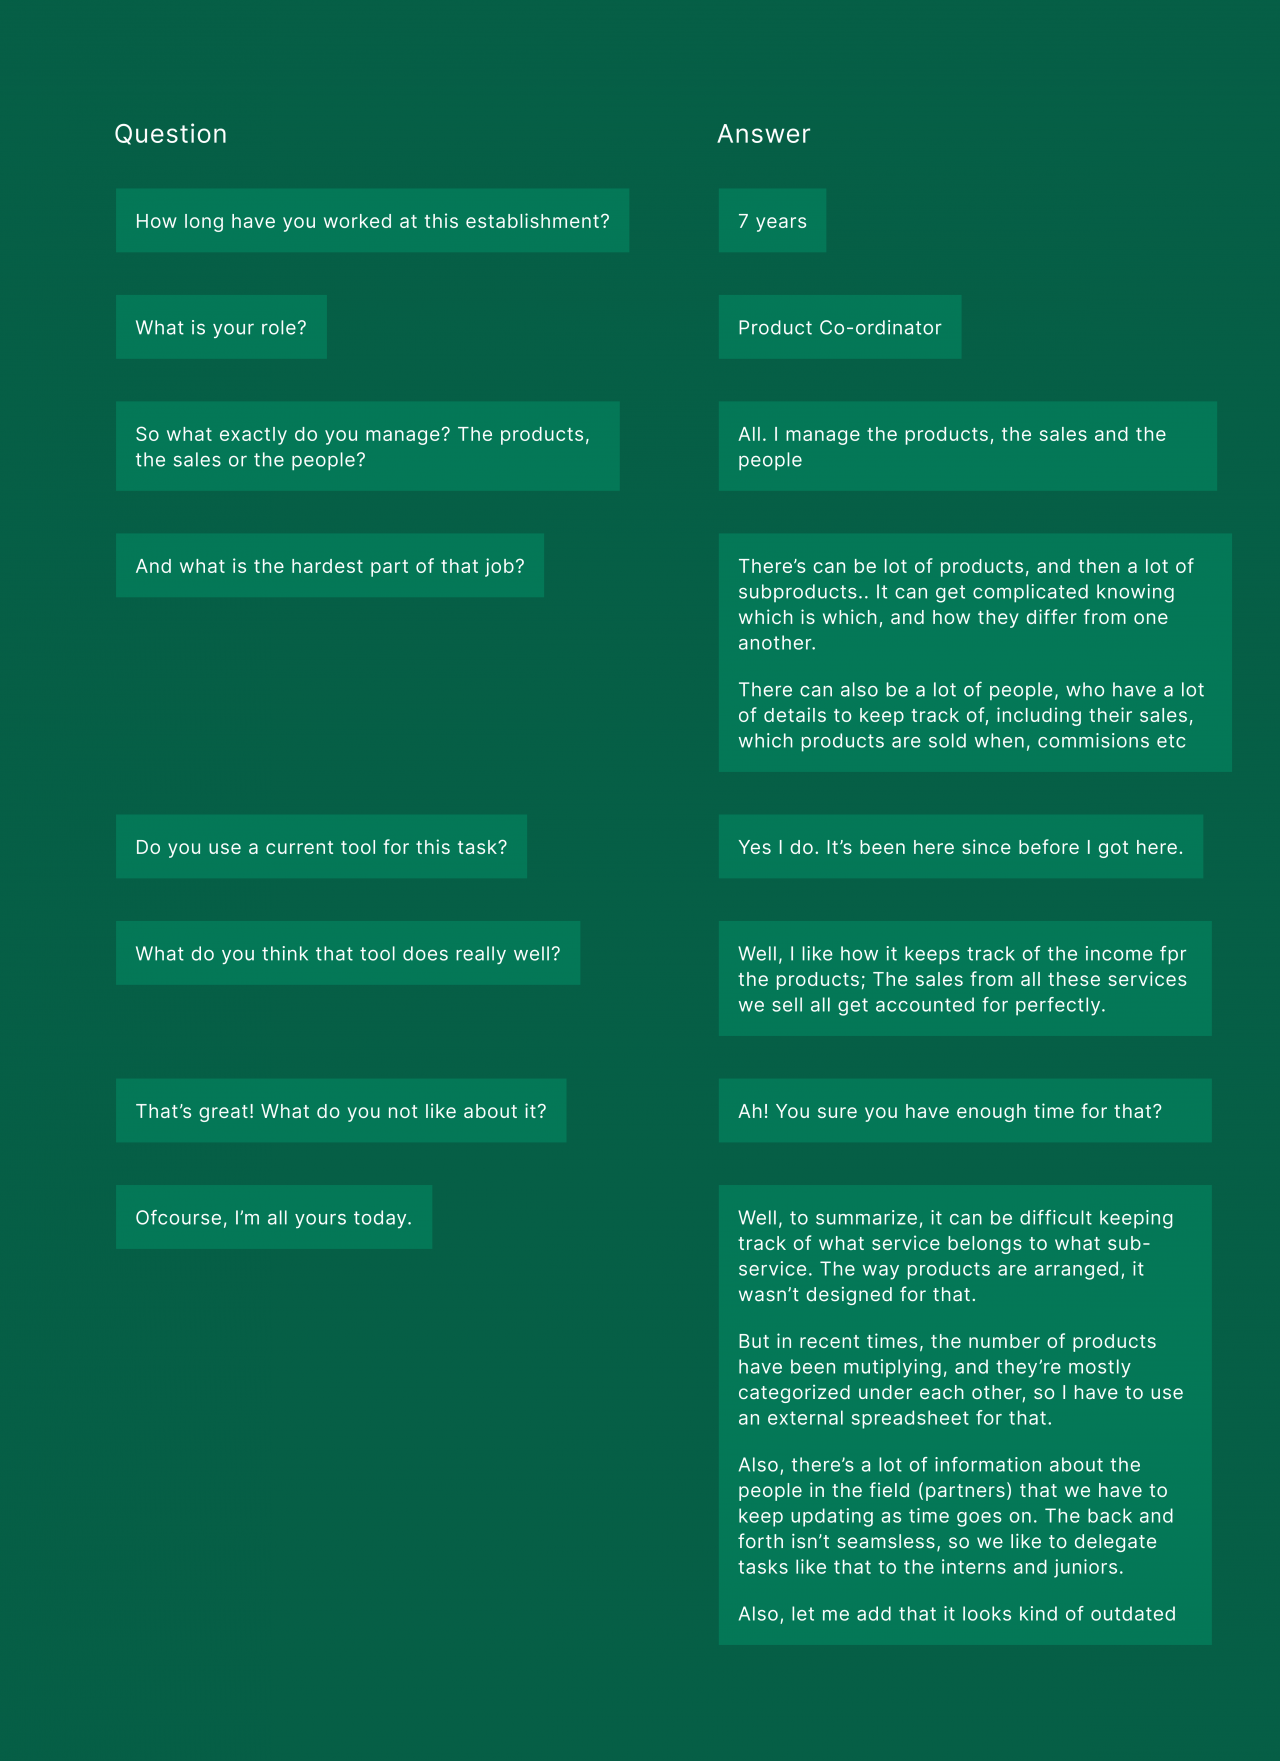 Question
Answer
How long have you worked at this establishment?
7 years
What is your role?
Product Co-ordinator
So what exactly do you manage? The products,
the sales or the people?
All. I manage the products, the sales and the
people
And what is the hardest part of that job?
There’s can be lot of products, and then a lot of
subproducts.. It can get complicated knowing
which is which, and how they differ from one
another.
There can also be a lot of people, who have a lot
of details to keep track of, including their sales,
which products are sold when, commisions etc
Do you use a current tool for this task?
Yes I do. It’s been here since before I got here.
What do you think that tool does really well?
Well, I like how it keeps track of the income fpr
the products; The sales from all these services
we sell all get accounted for perfectly.
That’s great! What do you not like about it?
Ah! You sure you have enough time for that?
Ofcourse, I’m all yours today.
Well, to summarize, it can be difficult keeping
track of what service belongs to what sub-
service. The way products are arranged, it
wasn’t designed for that.
But in recent times, the number of products
have been mutiplying, and they’re mostly
categorized under each other, so I have to use
an external spreadsheet for that.
Also, there’s a lot of information about the
people in the field (partners) that we have to
keep updating as time goes on. The back and
forth isn’t seamsless, so we like to delegate
tasks like that to the interns and juniors.
Also, let me add that it looks kind of outdated